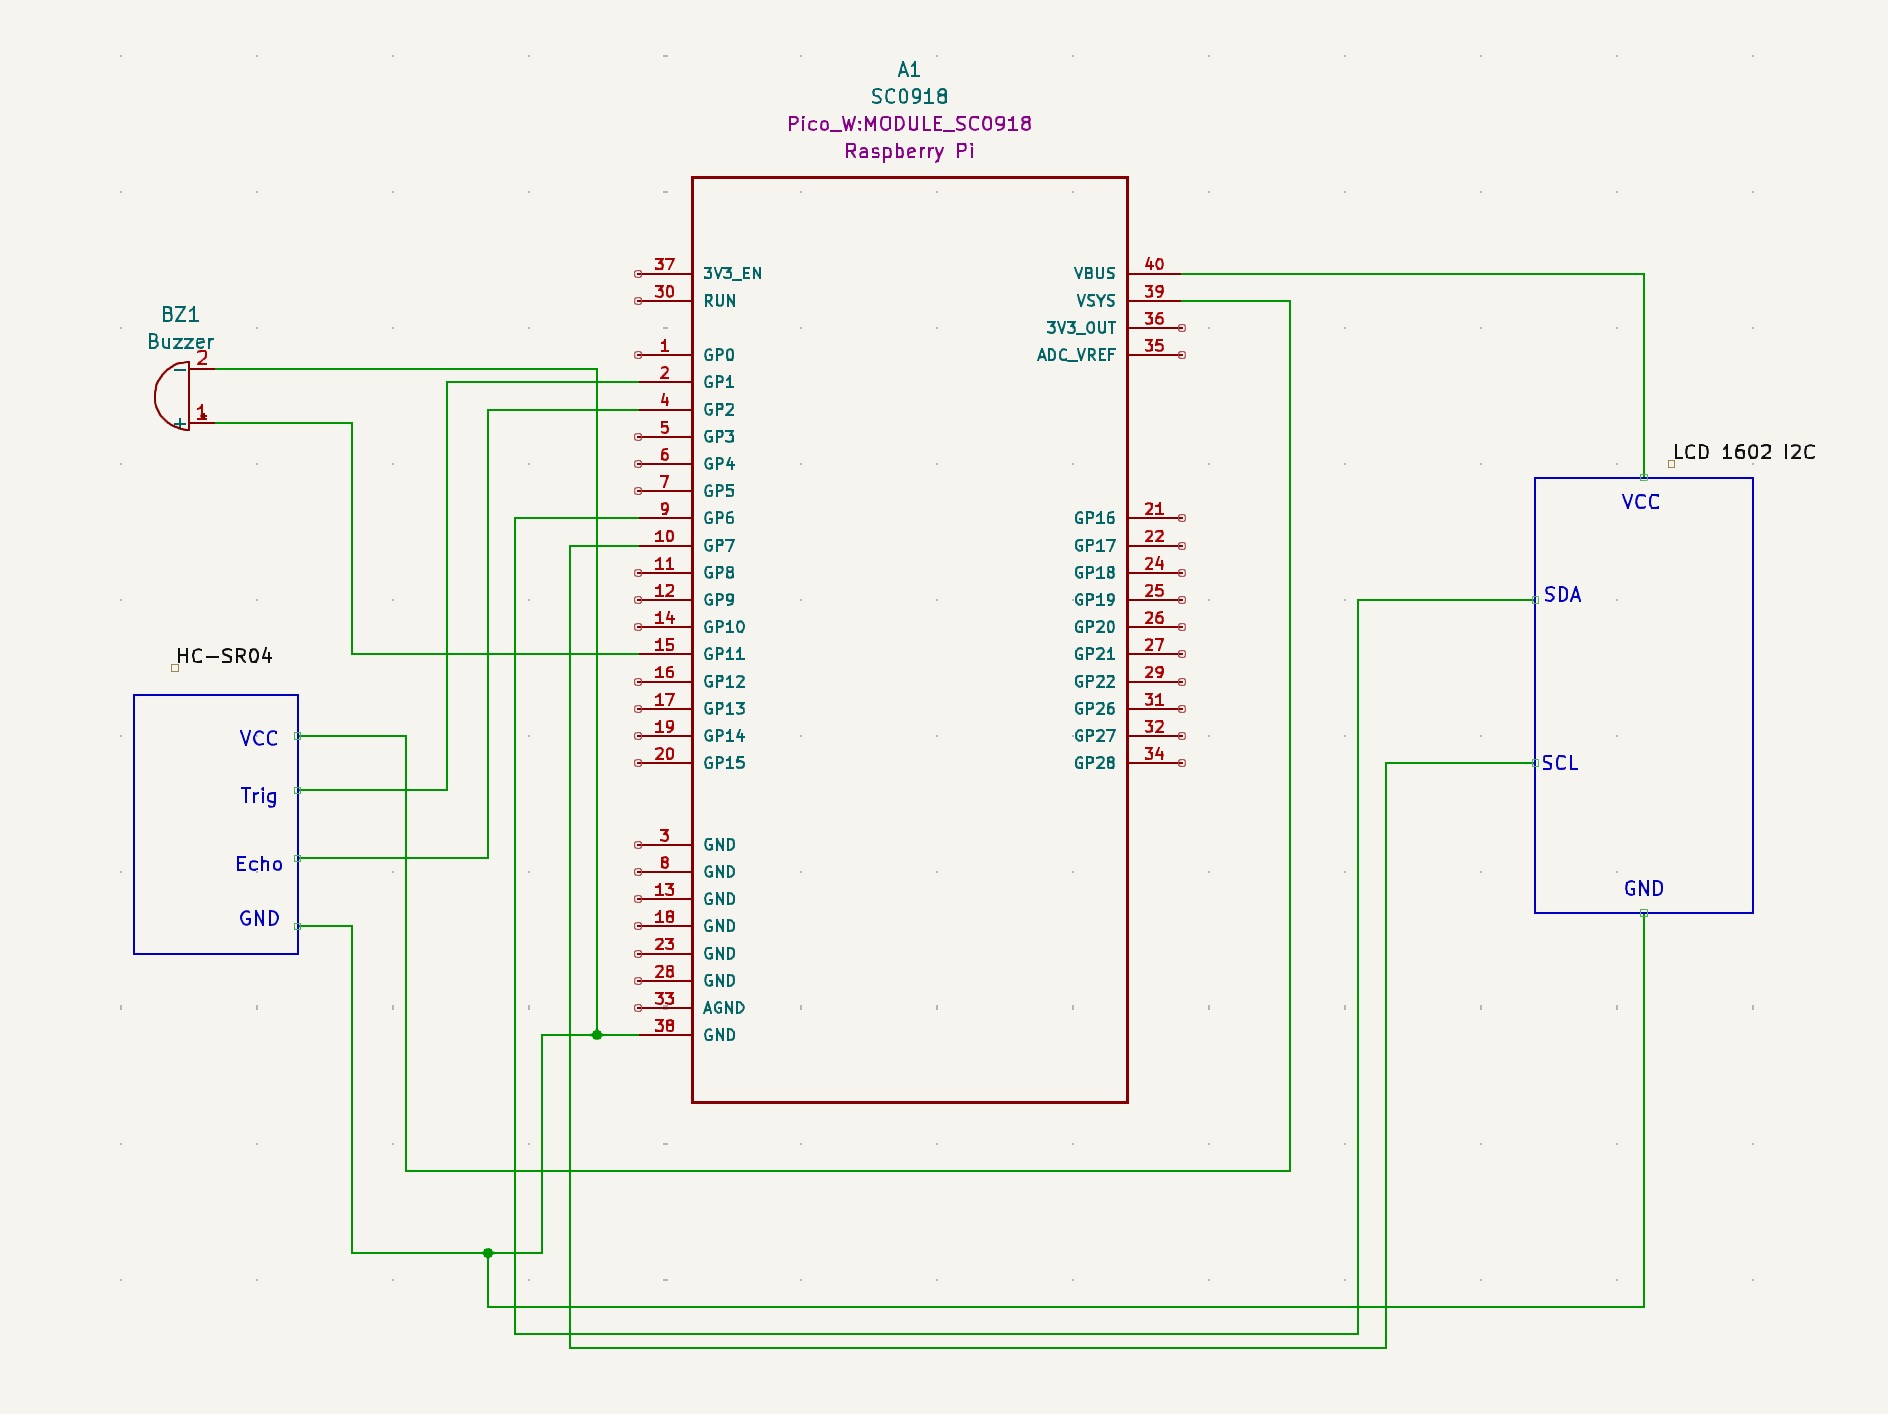 A1
SC0918
Pico_W:MODULE_SC0918
Raspberry Pi
BZ1
Buzzer
2
−
1
+
HC-SR04
VCC
Trig
Echo
GND
37 3V3_EN
30 RUN
1 GP0
2 GP1
4 GP2
5 GP3
6 GP4
7 GP5
9 GP6
10 GP7
11 GP8
12 GP9
14 GP10
15 GP11
16 GP12
17 GP13
19 GP14
20 GP15
3 GND
8 GND
13 GND
18 GND
23 GND
28 GND
33 AGND
38 GND
VBUS 40
VSYS 39
3V3_OUT 36
ADC_VREF 35
GP16 21
GP17 22
GP18 24
GP19 25
GP20 26
GP21 27
GP22 29
GP26 31
GP27 32
GP28 34
LCD 1602 I2C
VCC
SDA
SCL
GND